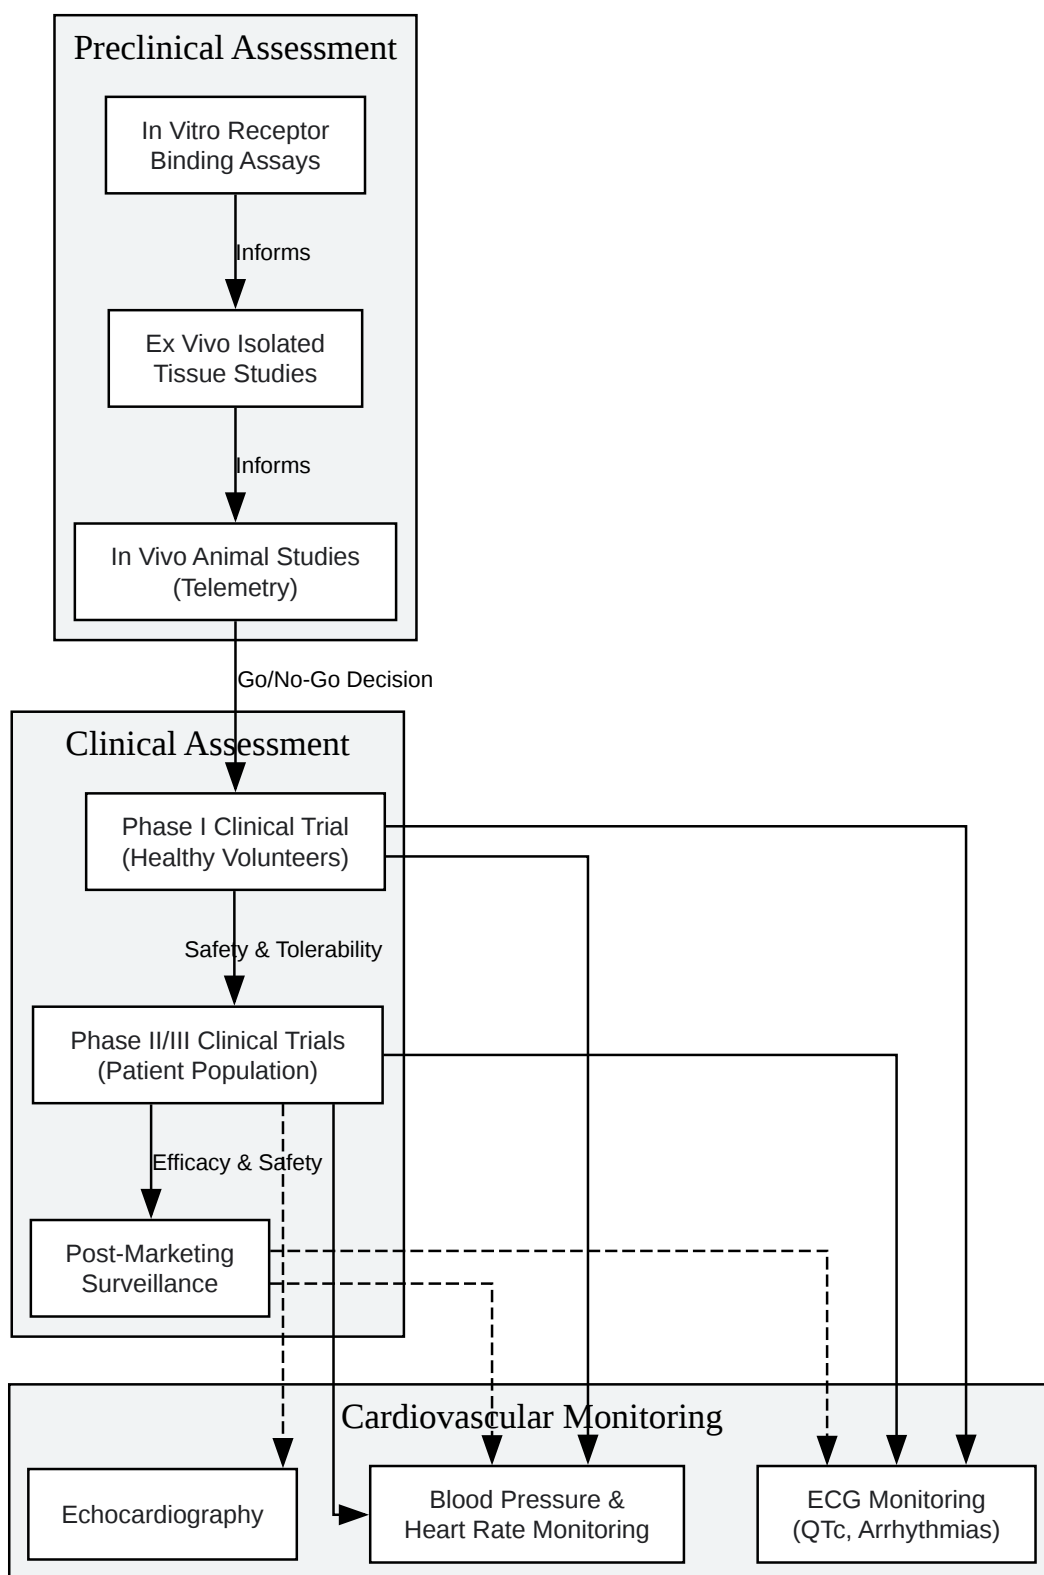 Preclinical Assessment
In Vitro Receptor
Binding Assays
Informs
Ex Vivo Isolated
Tissue Studies
Informs
In Vivo Animal Studies
(Telemetry)
Go/No-Go Decision
Clinical Assessment
Phase I Clinical Trial
(Healthy Volunteers)
Safety & Tolerability
Phase II/III Clinical Trials
(Patient Population)
Efficacy & Safety
Post-Marketing
Surveillance
Cardiovascular Monitoring
Echocardiography
Blood Pressure &
Heart Rate Monitoring
ECG Monitoring
(QTc, Arrhythmias)